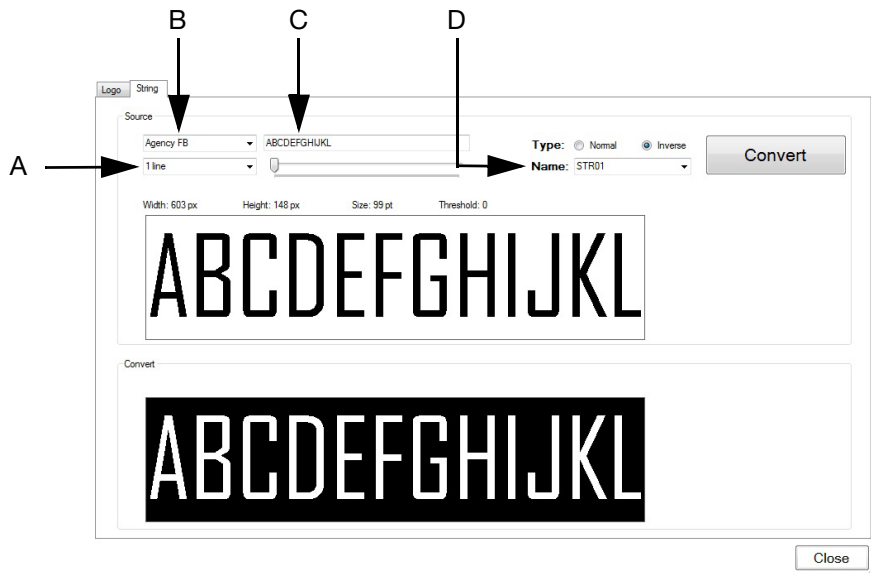 B C D
Logo String
Source
Agency FB ABCDEFGHIJKL Type: Normal Inverse Convert
A 1 line Name: STR01
Width: 603 px Height: 148 px Size: 99 pt Threshold: 0
ABCDEFGHIJKL
Convert
ABCDEFGHIJKL
Close